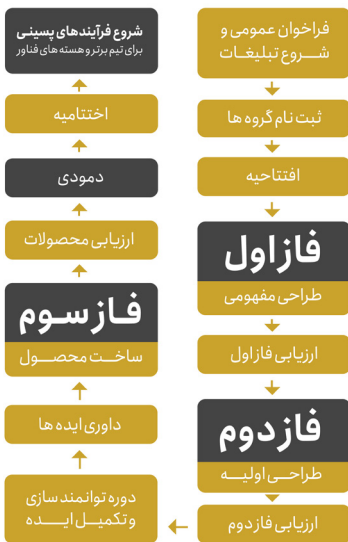 فراخوان عمومی و
شروع تبلیغات
ثبت نام گروه ها
افتتاحیه
فاز اول
طراحی مفهومی
ارزیابی فاز اول
فاز دوم
طراحی اولیه
ارزیابی فاز دوم
دوره توانمند سازی
و تکمیل ایده
داوری ایده ها
فاز سوم
ساخت محصول
ارزیابی محصولات
دمودی
اختتامیه
شروع فرآیندهای پسینی
برای تیم برتر و هسته های فناور